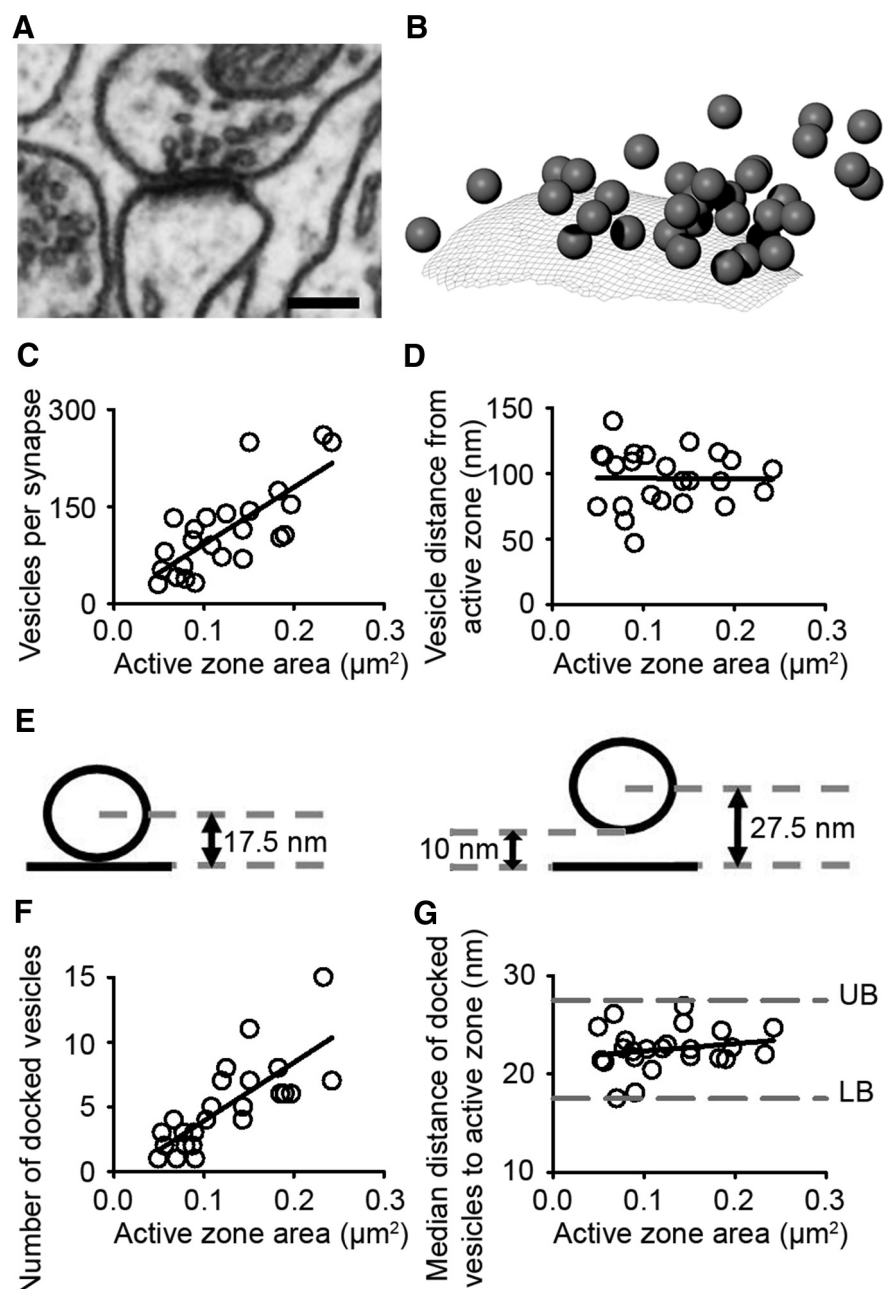 A
B
C
Vesicles per synapse
300
150
0
0.0
0.1
0.2
0.3
Active zone area (µm²)
D
Vesicle distance from
active zone (nm)
150
100
50
0
0.0
0.1
0.2
0.3
Active zone area (µm²)
E
17.5 nm
10 nm
27.5 nm
F
Number of docked vesicles
15
10
5
0
0.0
0.1
0.2
0.3
Active zone area (µm²)
G
Median distance of docked
vesicles to active zone (nm)
30
20
10
UB
LB
0.0
0.1
0.2
0.3
Active zone area (µm²)